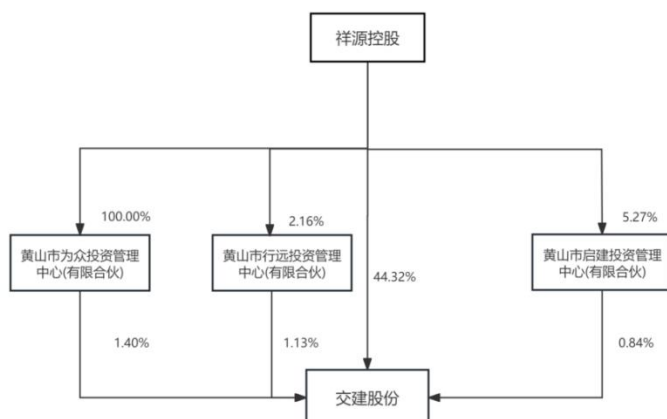 祥源控股
100.00%
2.16%
5.27%
黄山市为众投资管理
中心(有限合伙)
黄山市行远投资管理
中心(有限合伙)
44.32%
黄山市启建投资管理
中心(有限合伙)
1.40%
1.13%
0.84%
交建股份